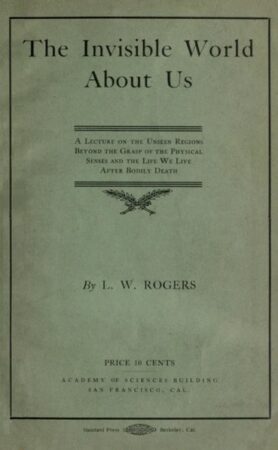 The Invisible World
About Us
A Lecture on the Unseen Regions
Beyond the Grasp of the Physical
Senses and the Life We Live
After Bodily Death
By L. W. ROGERS
PRICE 10 CENTS
ACADEMY OF SCIENCES BUILDING
SAN FRANCISCO, CAL.
Standard Press Berkeley, Cal.